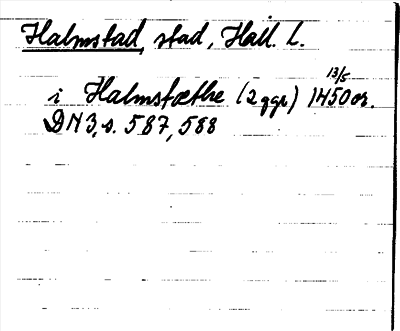 Halmstad, stad, Hall. L.
13/5
i Halmstæthe (2 ggr) 1450 or.
DN 3, s. 587, 588